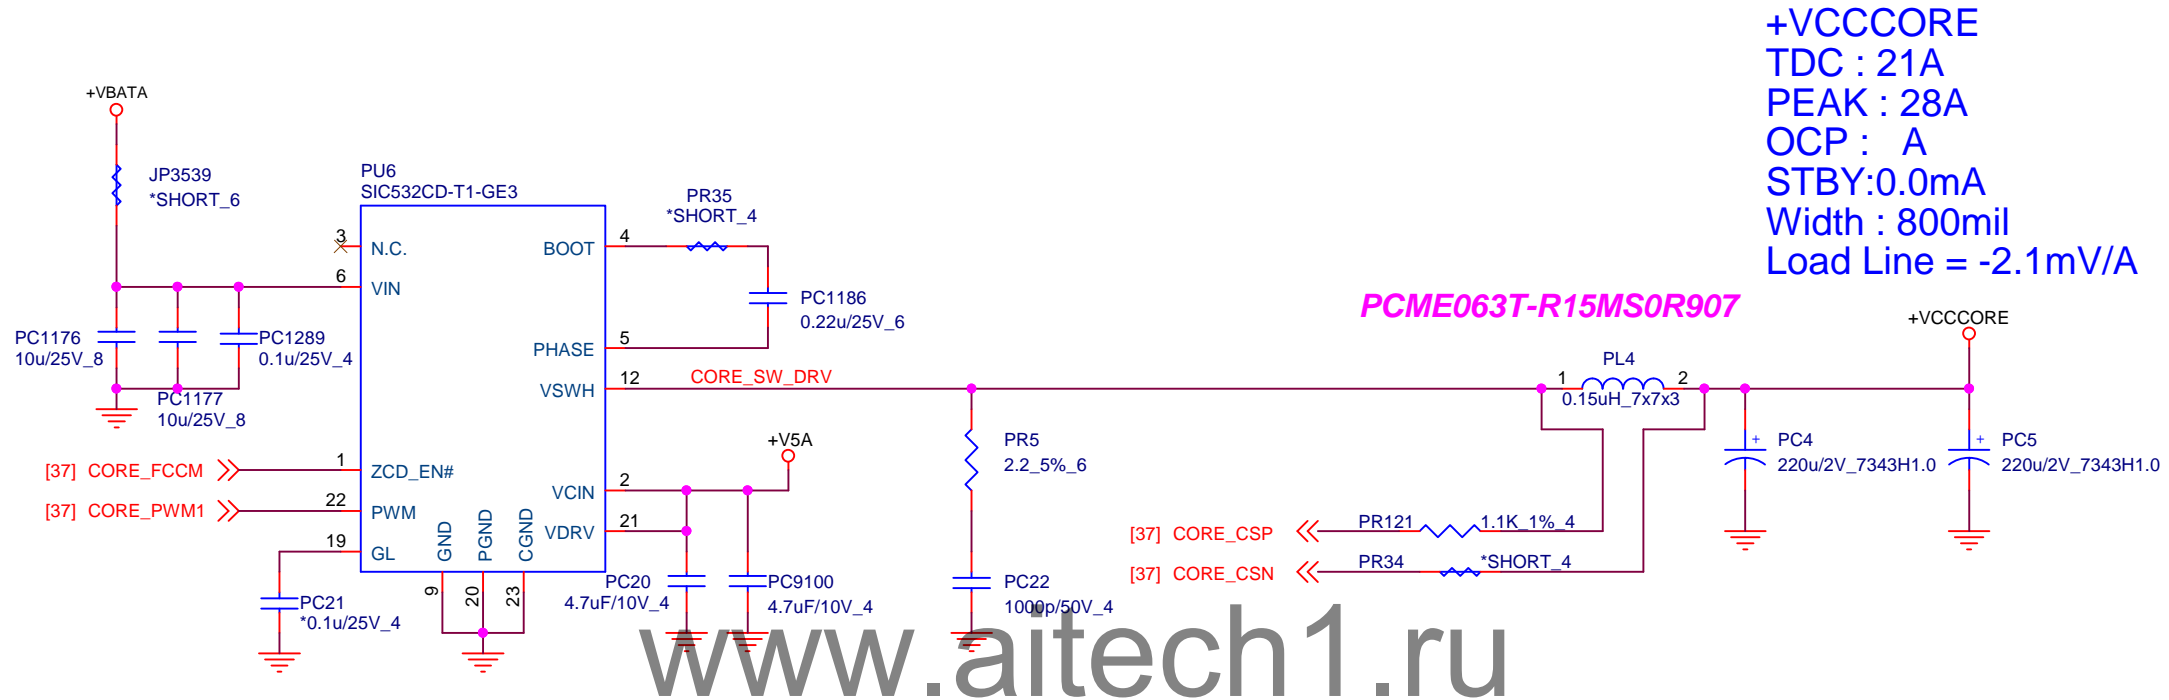 +VCCCORE
TDC : 21A
PEAK : 28A
OCP : A
STBY:0.0mA
Width : 800mil
Load Line = -2.1mV/A
+VBATA
JP3539
*SHORT_6
PU6
SIC532CD-T1-GE3
PR35
*SHORT_4
3
N.C.
BOOT
4
6
VIN
PC1186
0.22u/25V_6
PCME063T-R15MS0R907
+VCCCORE
PC1176
10u/25V_8
PC1289
0.1u/25V_4
PC1177
10u/25V_8
PHASE
5
VSWH
12
CORE_SW_DRV
PL4
1
2
0.15uH_7x7x3
+V5A
PR5
2.2_5%_6
+
PC4
220u/2V_7343H1.0
+
PC5
220u/2V_7343H1.0
[37] CORE_FCCM
1
ZCD_EN#
VCIN
2
[37] CORE_PWM1
22
PWM
VDRV
21
19
GL
GND
PGND
CGND
9
20
23
[37] CORE_CSP
PR121
1.1K_1%_4
[37] CORE_CSN
PR34
*SHORT_4
PC21
*0.1u/25V_4
PC20
4.7uF/10V_4
PC9100
4.7uF/10V_4
PC22
1000p/50V_4
www.aitech1.ru